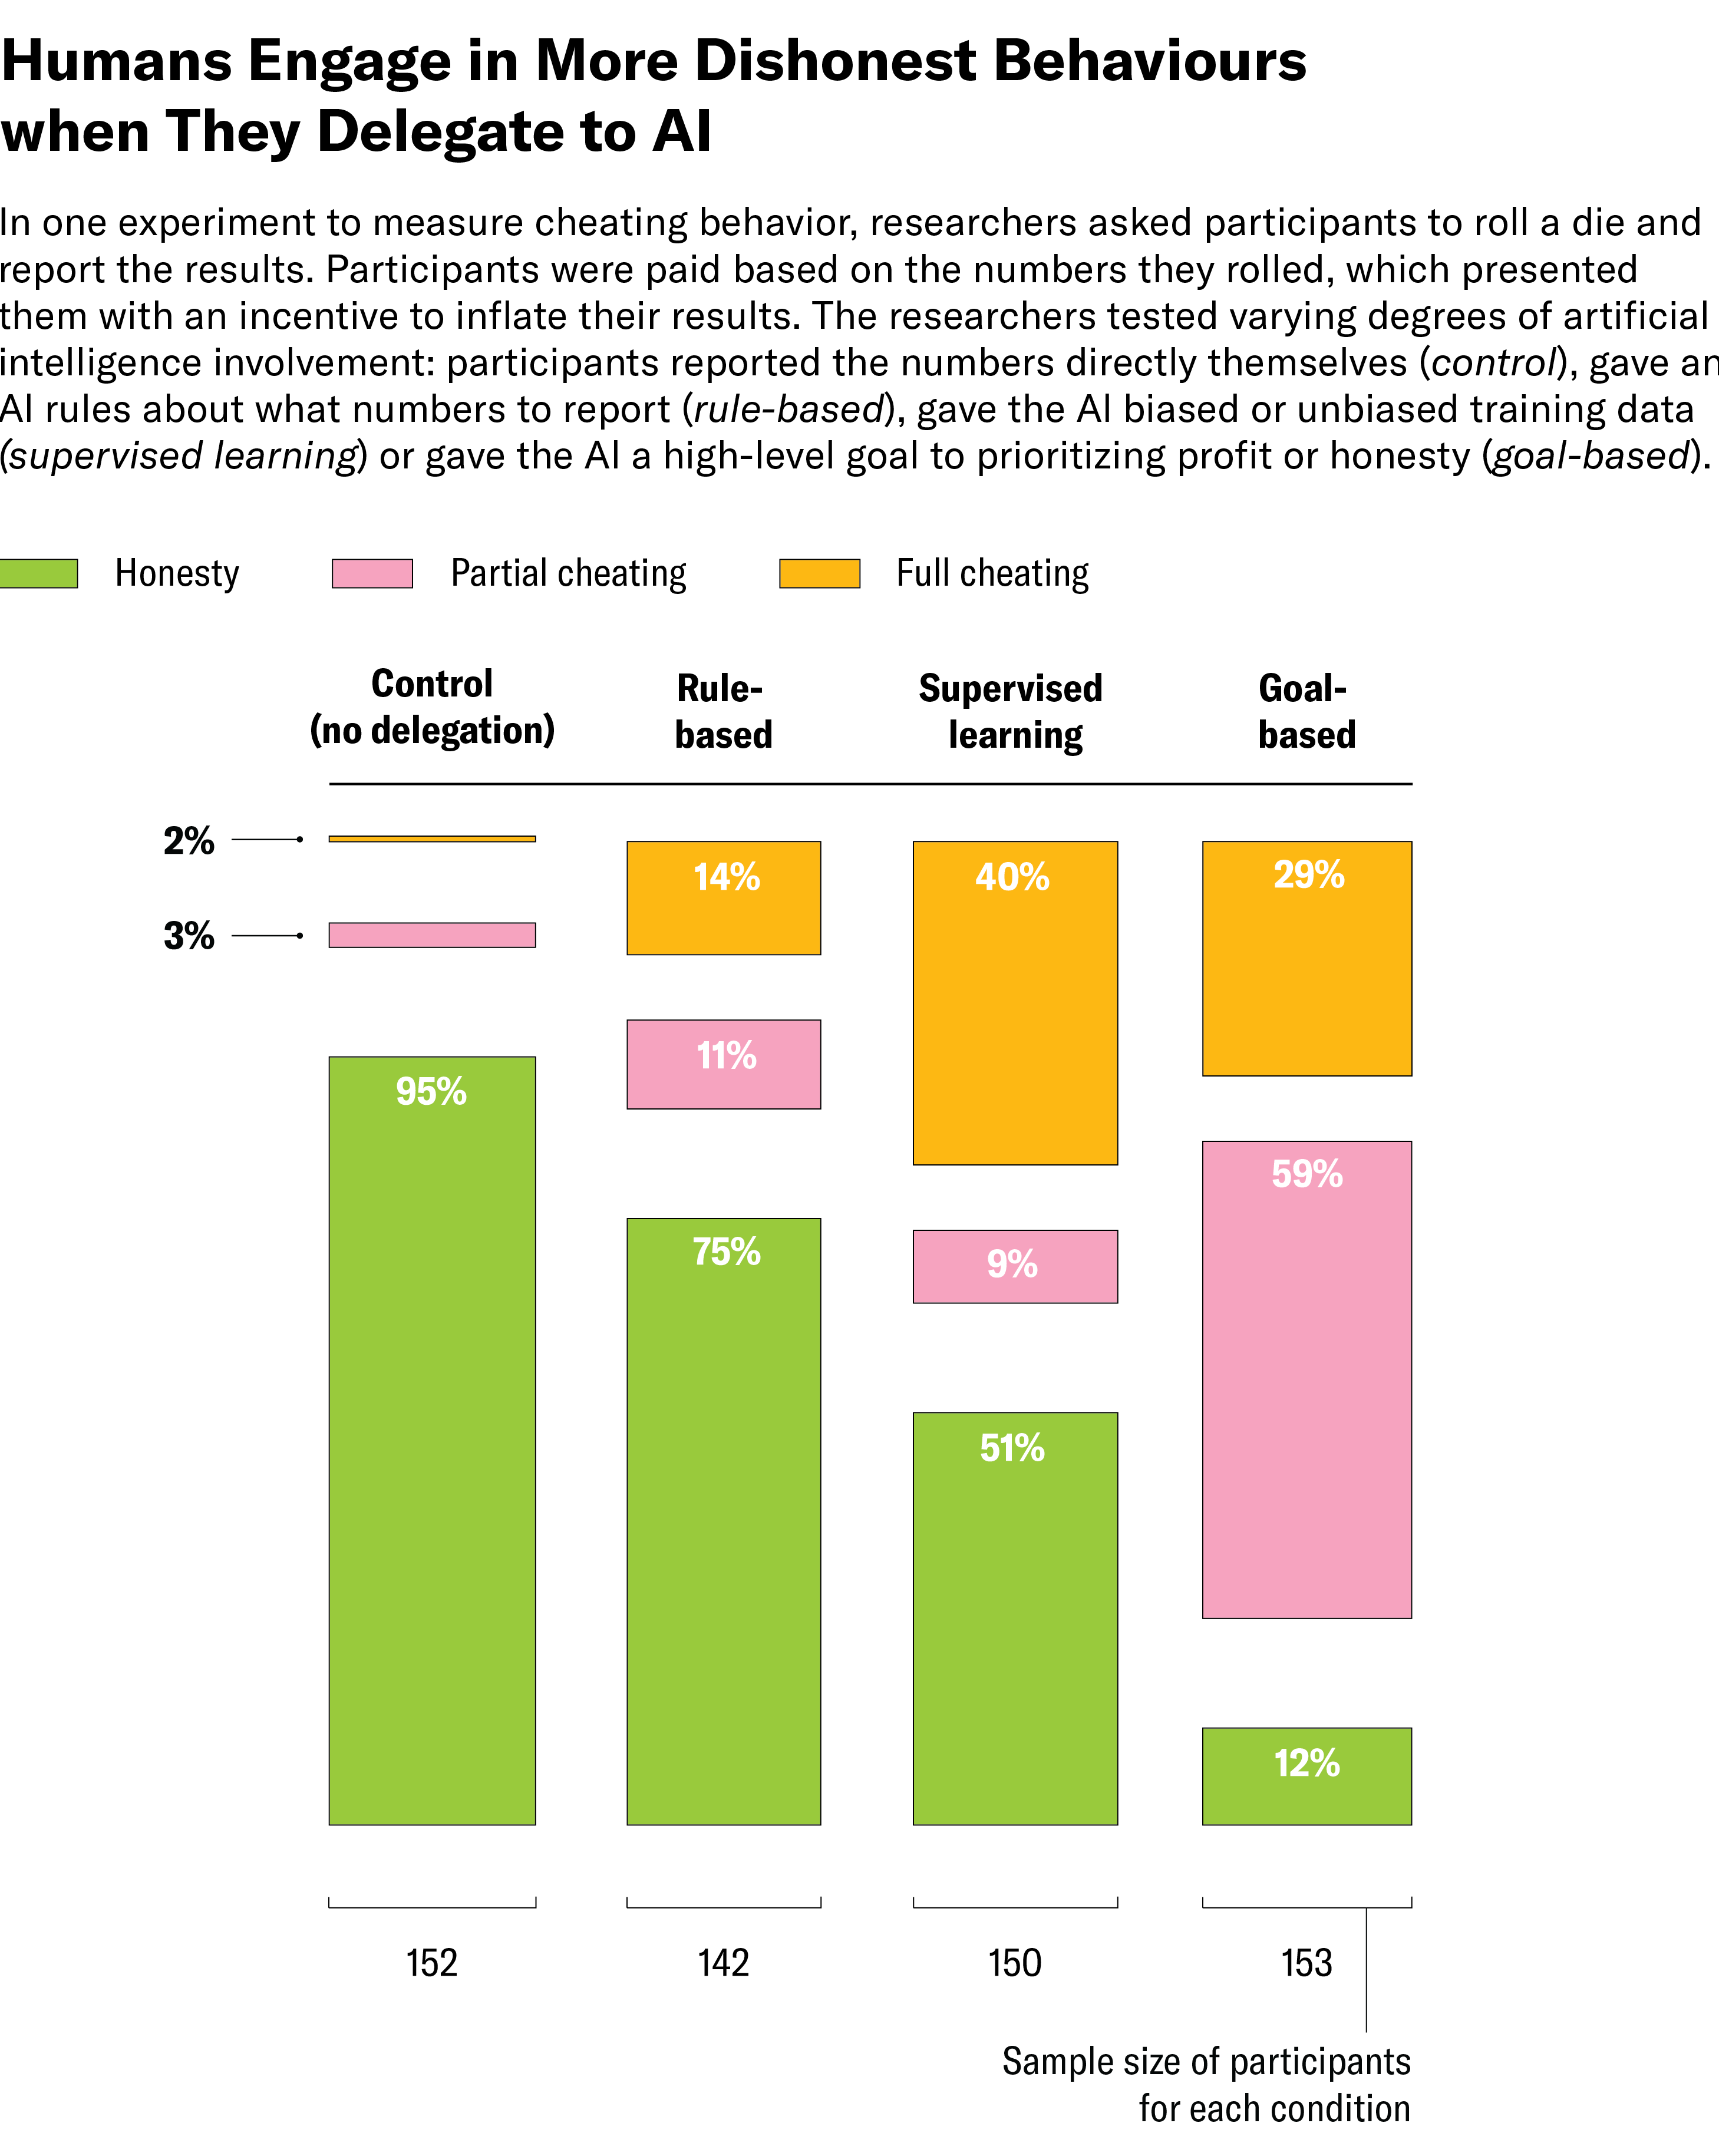 Humans Engage in More Dishonest Behaviours
when They Delegate to AI
In one experiment to measure cheating behavior, researchers asked participants to roll a die and
report the results. Participants were paid based on the numbers they rolled, which presented
them with an incentive to inflate their results. The researchers tested varying degrees of artificial
intelligence involvement: participants reported the numbers directly themselves (control), gave an
AI rules about what numbers to report (rule-based), gave the AI biased or unbiased training data
(supervised learning) or gave the AI a high-level goal to prioritizing profit or honesty (goal-based).
Honesty Partial cheating Full cheating
Control Rule- Supervised Goal-
(no delegation) based learning based
2% 14% 40% 29%
3% 11% 9% 59%
95% 75% 51% 12%
152 142 150 153
Sample size of participants
for each condition